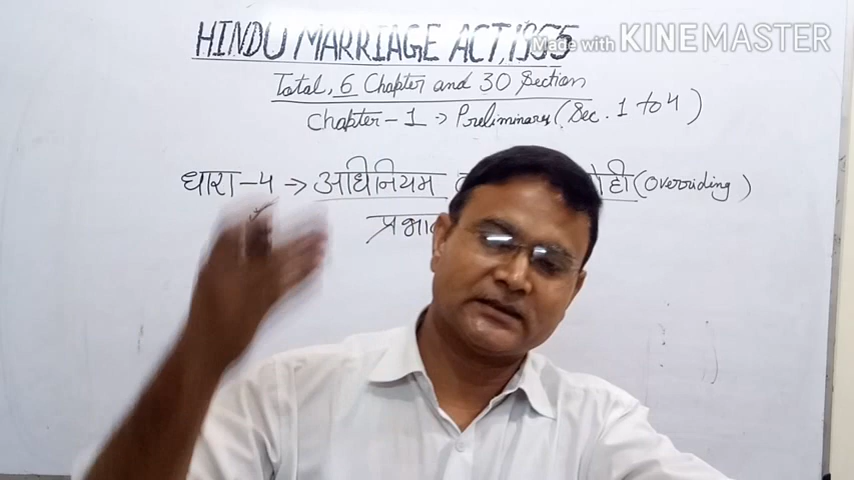 HINDU MARRIAGE ACT, 1955
Made with KINEMASTER
Total, 6 Chapter and 30 Section
Chapter - 1 → Preliminary (Sec. 1 to 4)
धारा-4 → अधिनियम (Overriding)